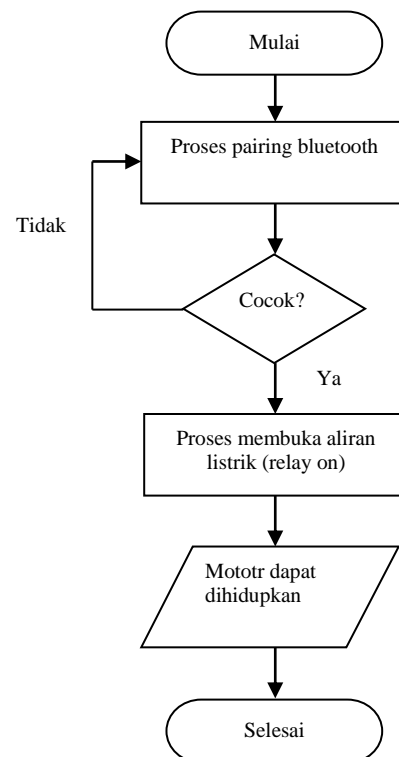 Mulai
Proses pairing bluetooth
Tidak
Cocok?
Ya
Proses membuka aliran
listrik (relay on)
Mototr dapat
dihidupkan
Selesai